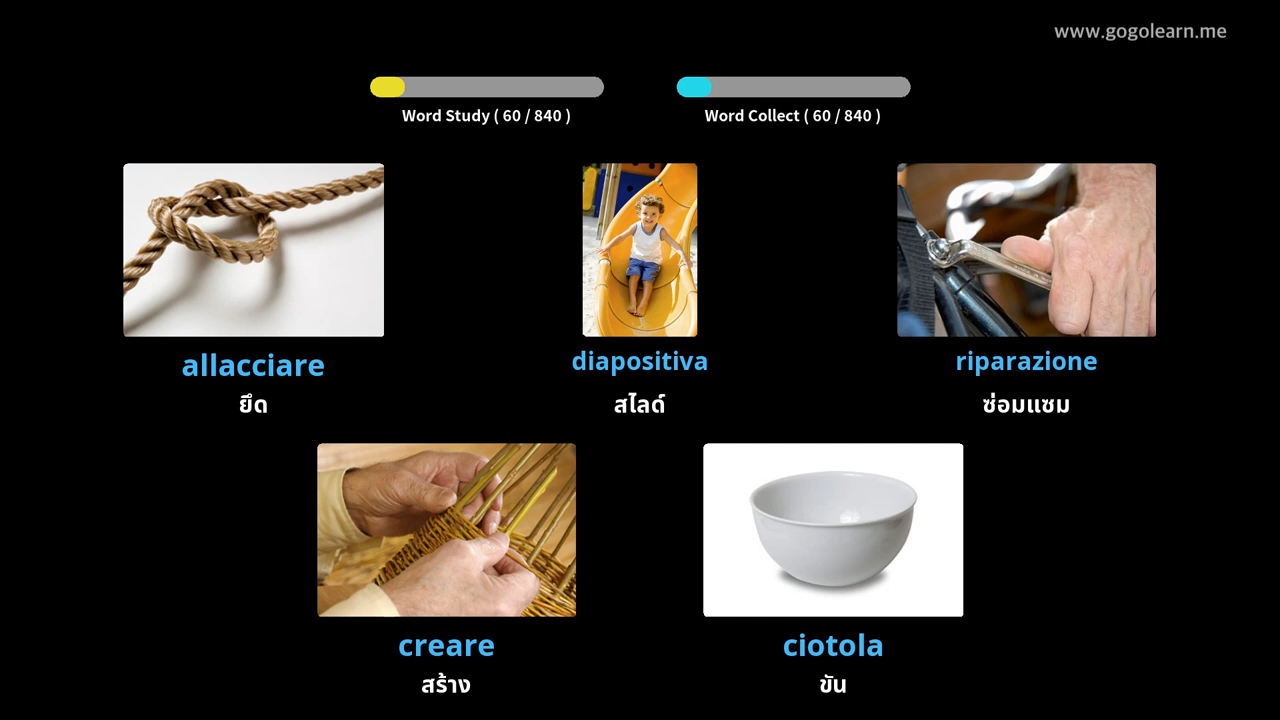 www.gogolearn.me
Word Study ( 60 / 840 )
Word Collect ( 60 / 840 )
allacciare
ยึด
diapositiva
สไลด์
riparazione
ซ่อมแซม
creare
สร้าง
ciotola
ขัน